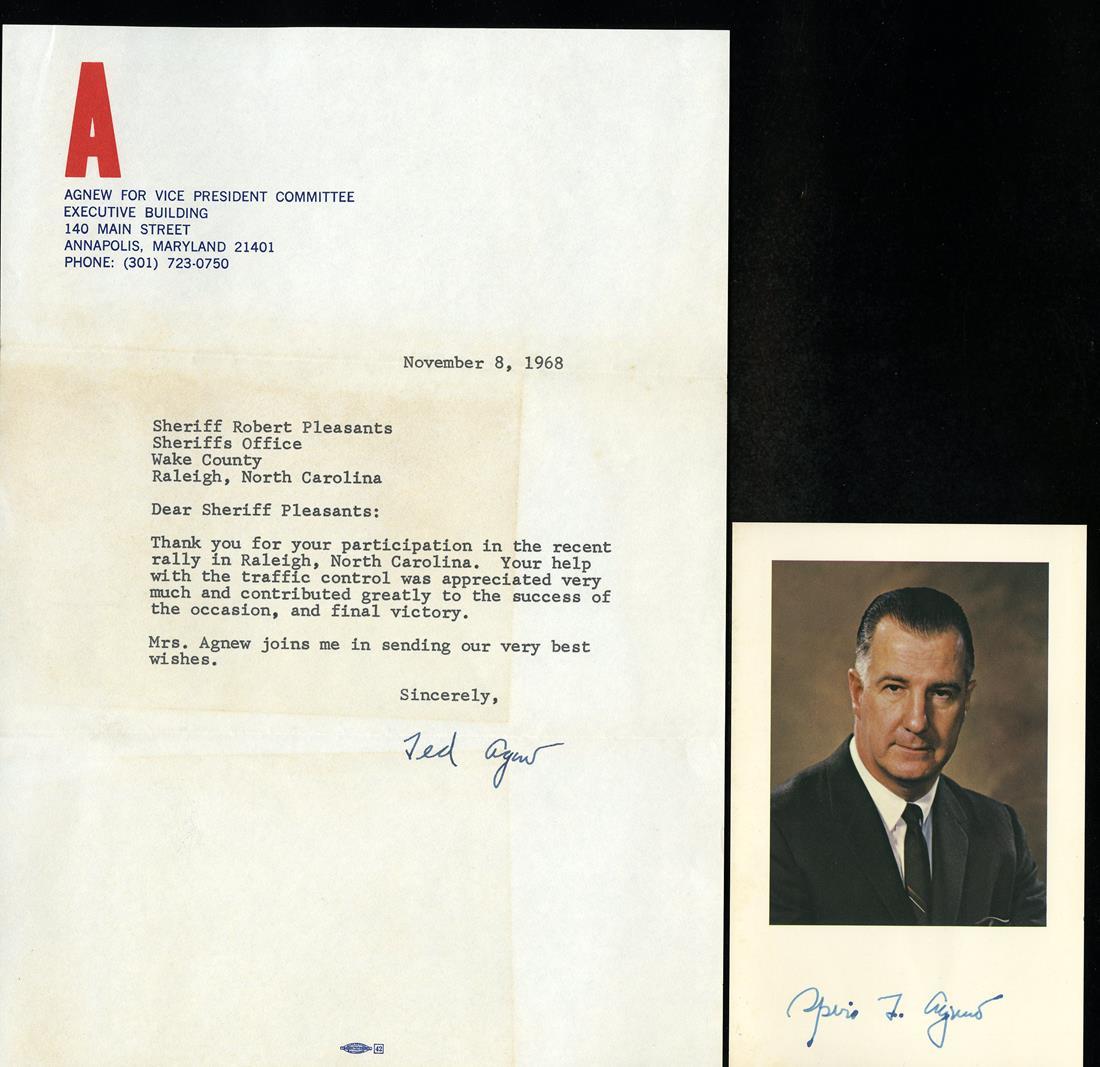 A
AGNEW FOR VICE PRESIDENT COMMITTEE
EXECUTIVE BUILDING
140 MAIN STREET
ANNAPOLIS, MARYLAND 21401
PHONE: (301) 723-0750
November 8, 1968
Sheriff Robert Pleasants
Sheriffs Office
Wake County
Raleigh, North Carolina
Dear Sheriff Pleasants:
Thank you for your participation in the recent
rally in Raleigh, North Carolina. Your help
with the traffic control was appreciated very
much and contributed greatly to the success of
the occasion, and final victory.
Mrs. Agnew joins me in sending our very best
wishes.
Sincerely,
Ted Agnew
42
Spiro T. Agnew